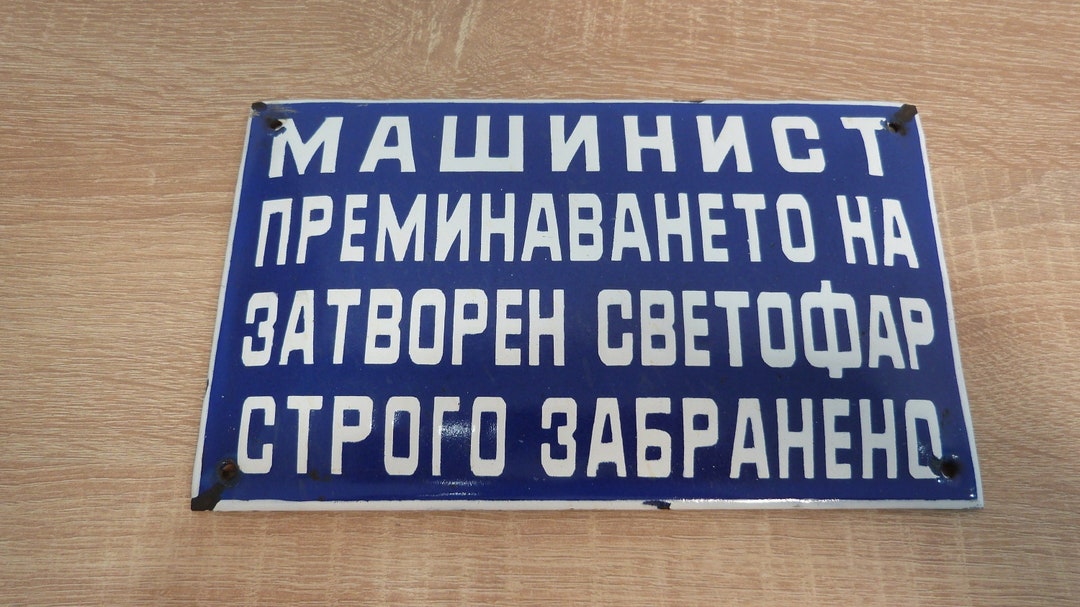 МАШИНИСТ
ПРЕМИНАВАНЕТО НА
ЗАТВОРЕН СВЕТОФАР
СТРОГО ЗАБРАНЕНО